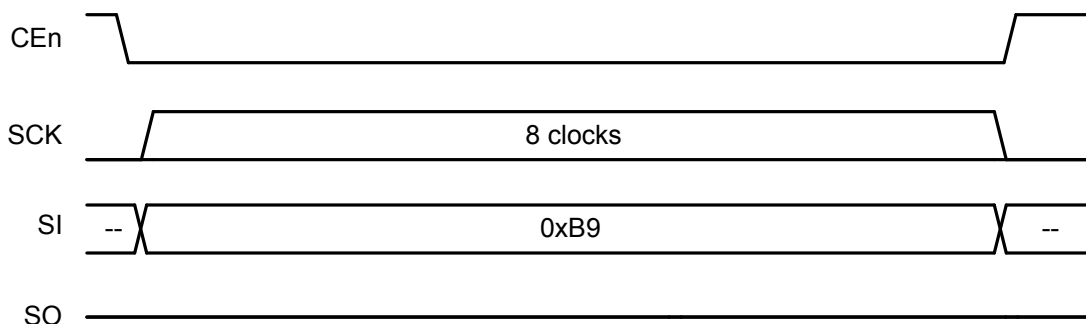 CEn
SCK 8 clocks
SI -- 0xB9 --
SO